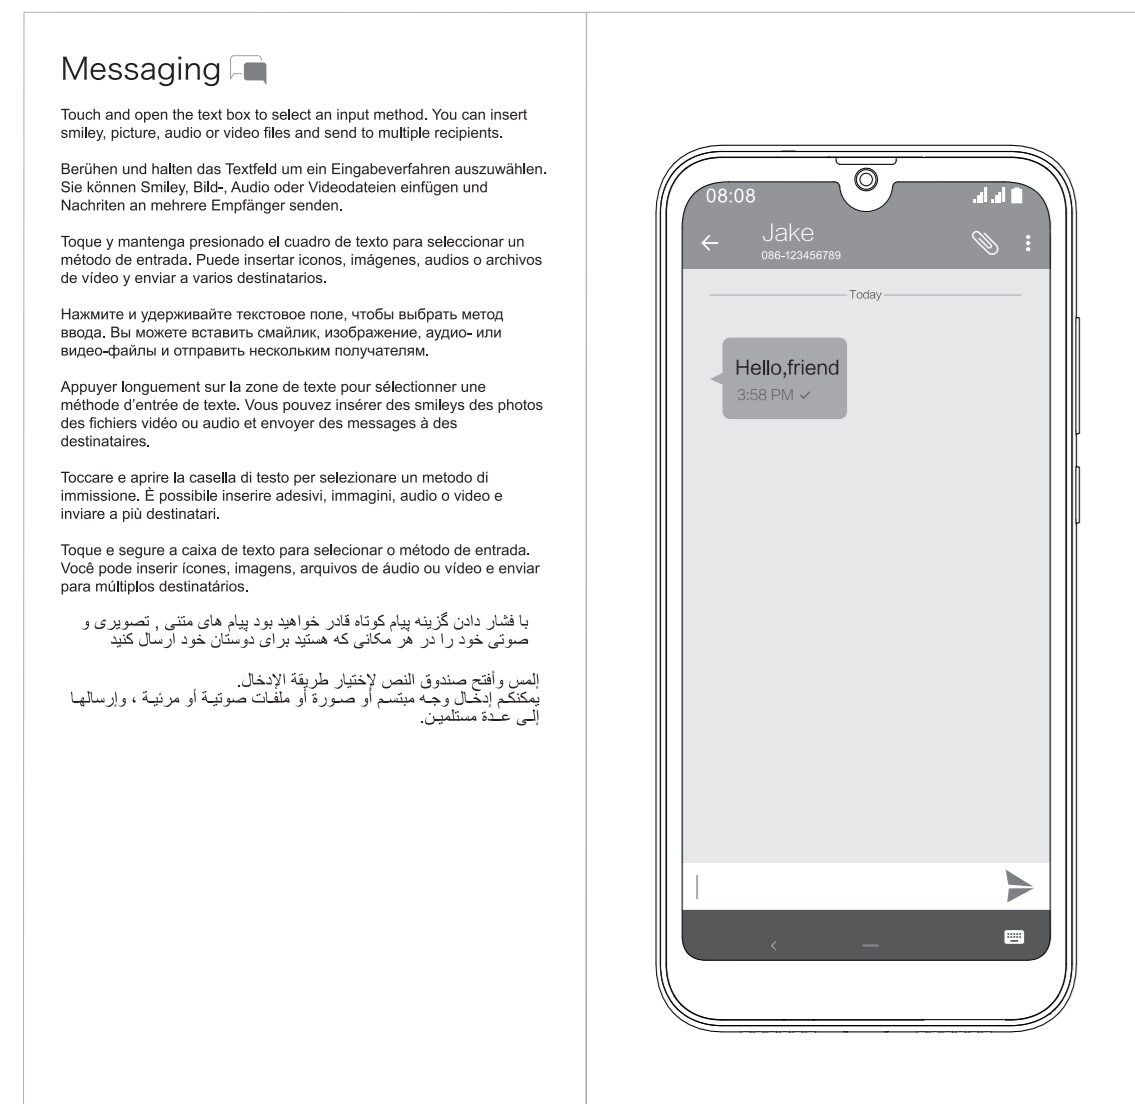 Messaging
Touch and open the text box to select an input method. You can insert
smiley, picture, audio or video files and send to multiple recipients.
Berühen und halten das Textfeld um ein Eingabeverfahren auszuwählen.
Sie können Smiley, Bild-, Audio oder Videodateien einfügen und
Nachriten an mehrere Empfänger senden.
Toque y mantenga presionado el cuadro de texto para seleccionar un
método de entrada. Puede insertar iconos, imágenes, audios o archivos
de vídeo y enviar a varios destinatarios.
Нажмите и удерживайте текстовое поле, чтобы выбрать метод
ввода. Вы можете вставить смайлик, изображение, аудио- или
видео-файлы и отправить нескольким получателям.
Appuyer longuement sur la zone de texte pour sélectionner une
méthode d'entrée de texte. Vous pouvez insérer des smileys des photos
des fichiers vidéo ou audio et envoyer des messages à des
destinataires.
Toccare e aprire la casella di testo per selezionare un metodo di
immissione. È possibile inserire adesivi, immagini, audio o video e
inviare a più destinatari.
Toque e segure a caixa de texto para selecionar o método de entrada.
Você pode inserir ícones, imagens, arquivos de áudio ou vídeo e enviar
para múltiplos destinatários.
با فشار دادن گزینه پیام کوتاه قادر خواهید بود پیام های متنی , تصویری و
صوتی خود را در هر مکانی که هستید برای دوستان خود ارسال کنید
إلمس وأفتح صندوق النص لإختيار طريقة الإدخال.
يمكنكم إدخال وجه مبتسم أو صورة أو ملفات صوتية أو مرئية ، وإرسالها
إلى عدة مستلمين.
08:08
Jake
086-123456789
Today
Hello,friend
3:58 PM